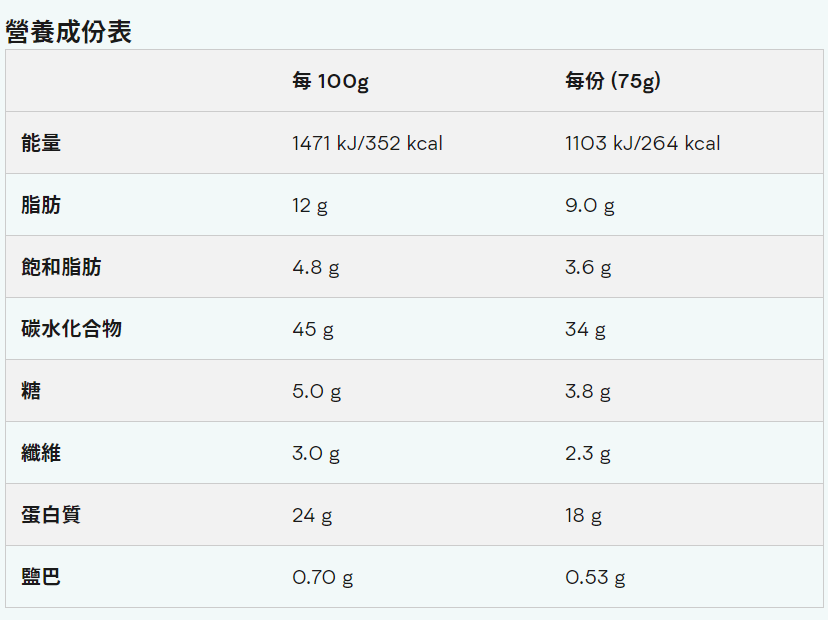 營養成份表
每 100g 每份 (75g)
能量 1471 kJ/352 kcal 1103 kJ/264 kcal
脂肪 12 g 9.0 g
飽和脂肪 4.8 g 3.6 g
碳水化合物 45 g 34 g
糖 5.0 g 3.8 g
纖維 3.0 g 2.3 g
蛋白質 24 g 18 g
鹽巴 0.70 g 0.53 g